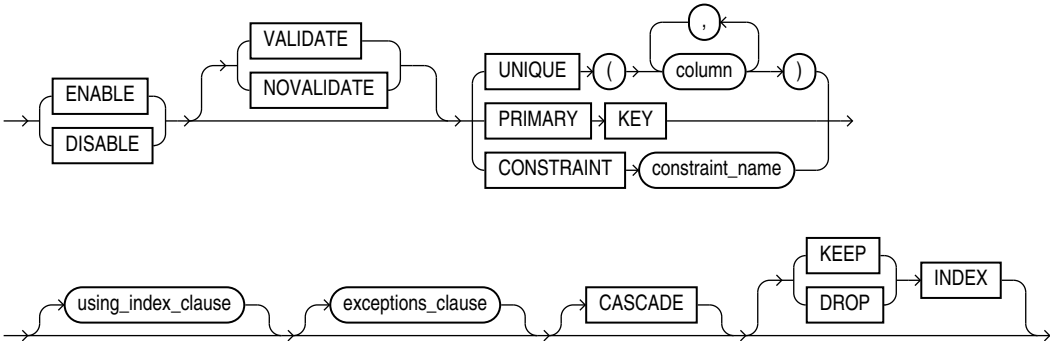 ENABLE
DISABLE
VALIDATE
NOVALIDATE
UNIQUE ( column , )
PRIMARY KEY
CONSTRAINT constraint_name
using_index_clause
exceptions_clause
CASCADE
KEEP
DROP
INDEX